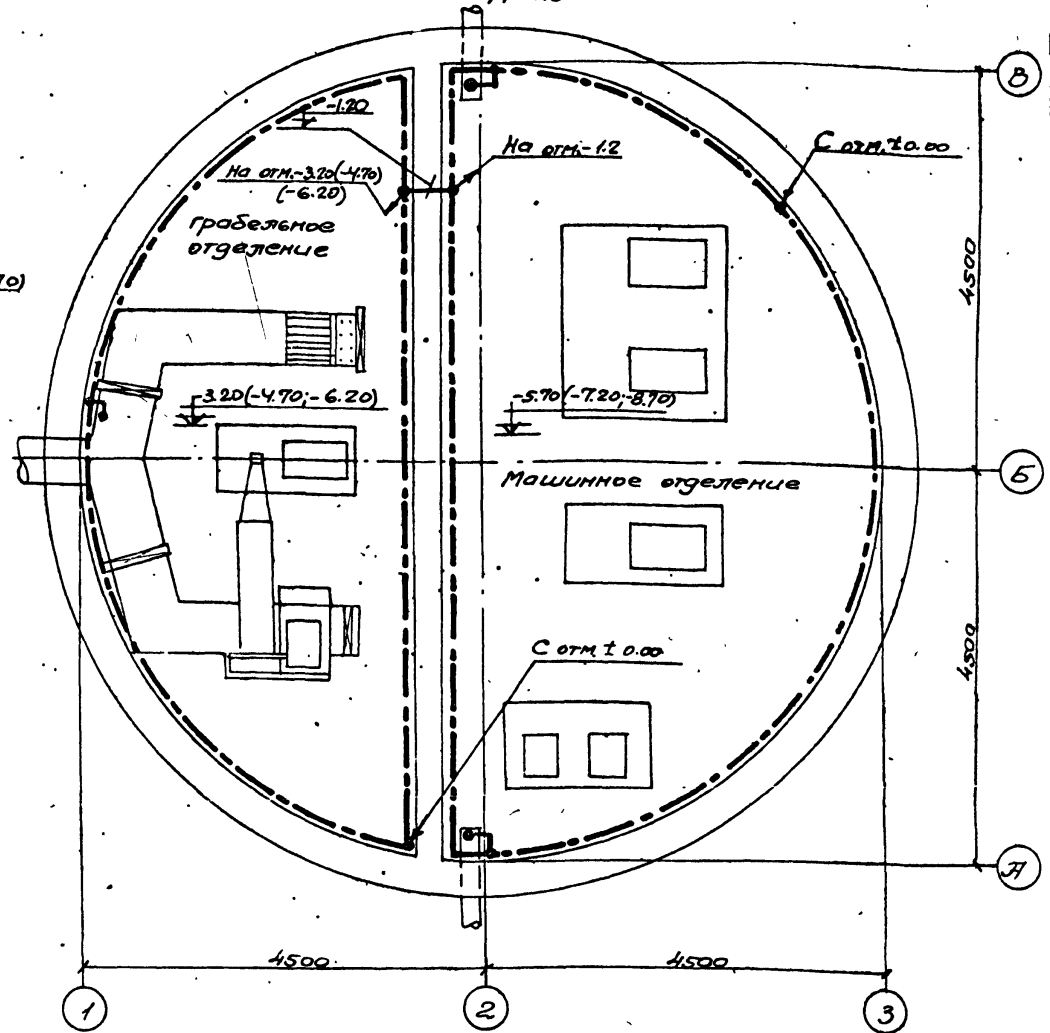 В
-1.20
На отм.-1.2
С отм. ±0.00
На отм.-3.20(-4.70)
(-6.20)
грабельное
отделение
4500
-3.20(-4.70;-6.20)
-5.70(-7.20;-8.70)
Б
Машинное отделение
С отм. ±0.00
4500
А
4500
4500
1
2
3